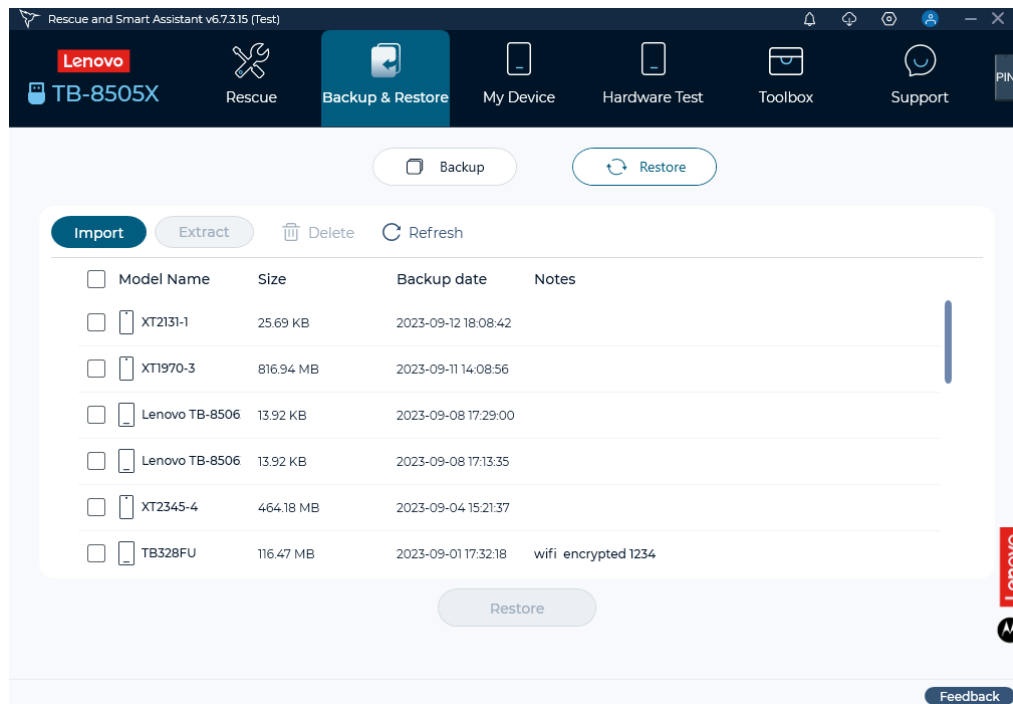 Rescue and Smart Assistant v6.7.3.15 (Test)
Lenovo
TB-8505X
Rescue
Backup & Restore
My Device
Hardware Test
Toolbox
Support
PIN
Backup
Restore
Import
Extract
Delete
Refresh
Model Name Size Backup date Notes
XT2131-1 25.69 KB 2023-09-12 18:08:42
XT1970-3 816.94 MB 2023-09-11 14:08:56
Lenovo TB-8506 13.92 KB 2023-09-08 17:29:00
Lenovo TB-8506 13.92 KB 2023-09-08 17:13:35
XT2345-4 464.18 MB 2023-09-04 15:21:37
TB328FU 116.47 MB 2023-09-01 17:32:18 wifi encrypted 1234
Lenovo
Restore
Feedback